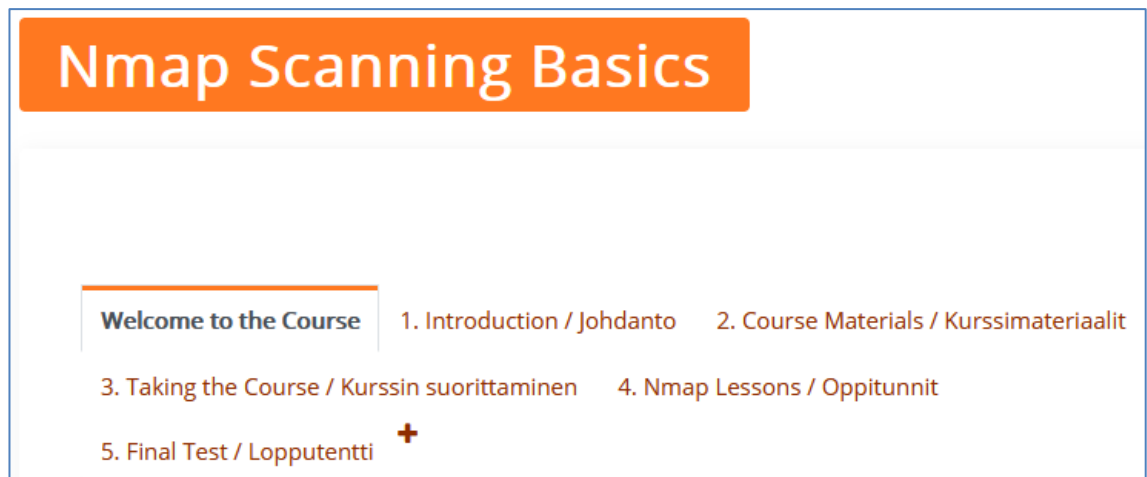 Nmap Scanning Basics
Welcome to the Course 1. Introduction / Johdanto 2. Course Materials / Kurssimateriaalit
3. Taking the Course / Kurssin suorittaminen 4. Nmap Lessons / Oppitunnit
5. Final Test / Lopputentti +